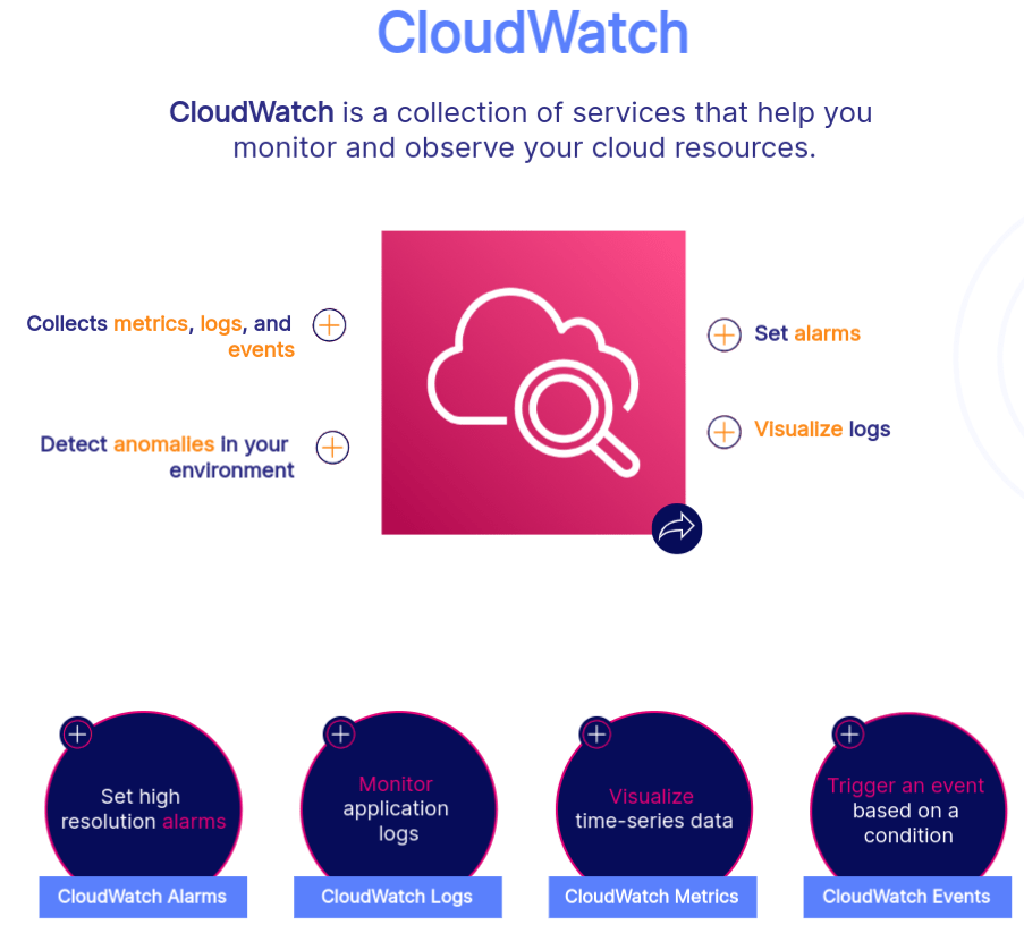 CloudWatch
CloudWatch is a collection of services that help you
monitor and observe your cloud resources.
Collects metrics, logs, and
events
Set alarms
Detect anomalies in your
environment
Visualize logs
Set high
resolution alarms
CloudWatch Alarms
Monitor
application
logs
CloudWatch Logs
Visualize
time-series data
CloudWatch Metrics
Trigger an event
based on a
condition
CloudWatch Events